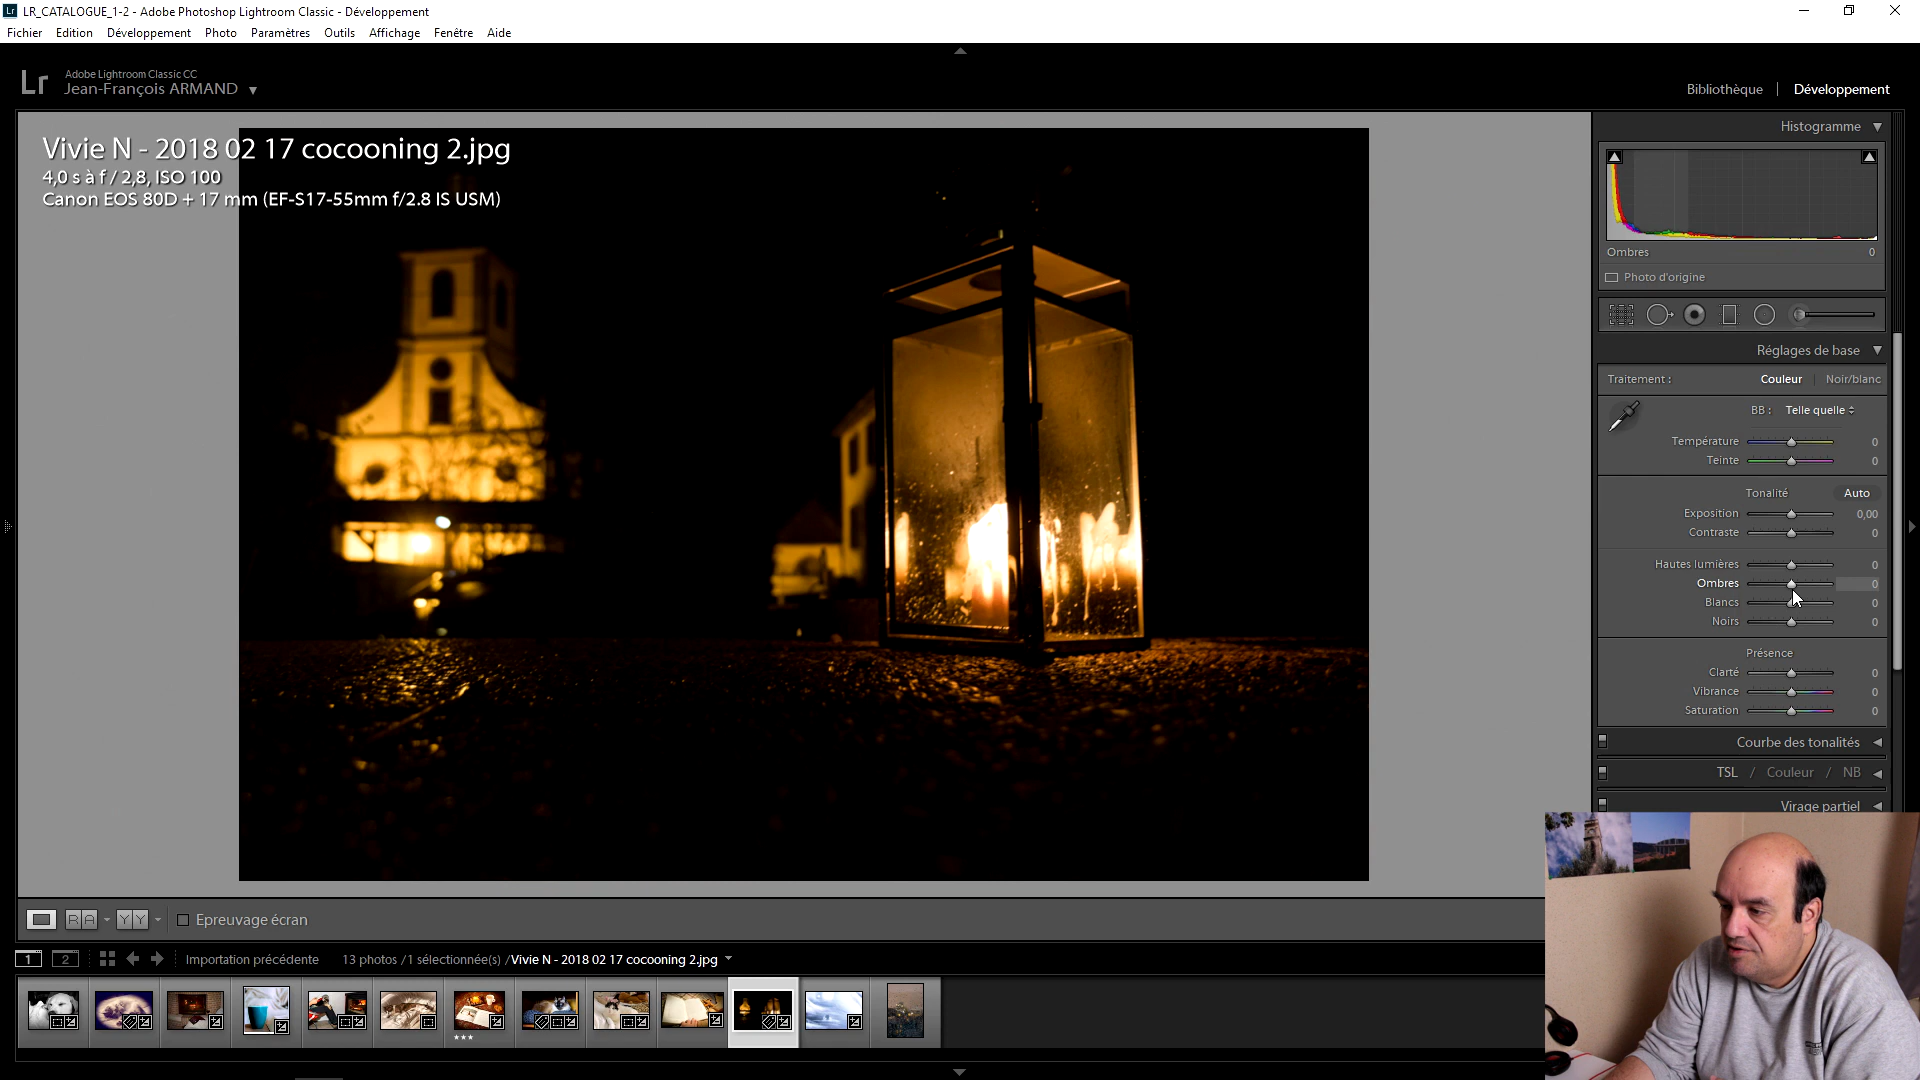 LR_CATALOGUE_1-2 - Adobe Photoshop Lightroom Classic - Développement
Fichier Edition Développement Photo Paramètres Outils Affichage Fenêtre Aide
Lr Adobe Lightroom Classic CC
Jean-François ARMAND
Bibliothèque | Développement
Vivie N - 2018 02 17 cocooning 2.jpg
4,0 s à f / 2,8, ISO 100
Canon EOS 80D + 17 mm (EF-S17-55mm f/2.8 IS USM)
Histogramme
Ombres 0
Photo d'origine
Réglages de base
Traitement : Couleur | Noir/blanc
BB : Telle quelle
Température 0
Teinte 0
Tonalité Auto
Exposition 0,00
Contraste 0
Hautes lumières 0
Ombres 0
Blancs 0
Noirs 0
Présence
Clarté 0
Vibrance 0
Saturation 0
Courbe des tonalités
TSL / Couleur / NB
Virage partiel
R A Y Y Epreuvage écran
1 2 Importation précédente 13 photos /1 sélectionnée(s) /Vivie N - 2018 02 17 cocooning 2.jpg